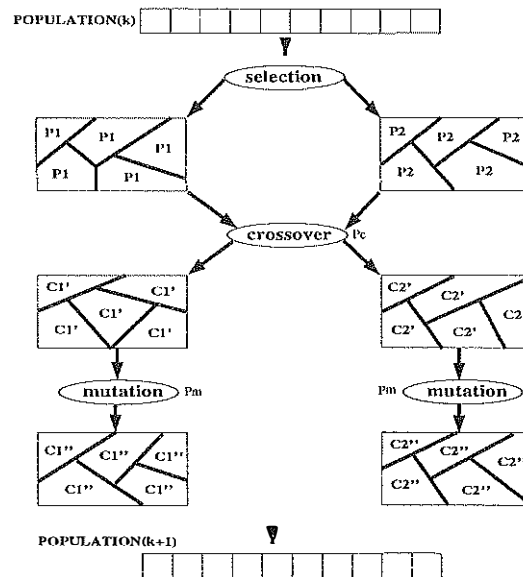 POPULATION(k)
selection
P1 P1 P1 P1 P1
P2 P2 P2 P2 P2
crossover Pc
C1' C1' C1' C1' C1'
C2' C2' C2' C2' C2
mutation Pm
Pm mutation
C1'' C1'' C1'' C1'' C1''
C2'' C2'' C2'' C2'' C2''
POPULATION(k+1)